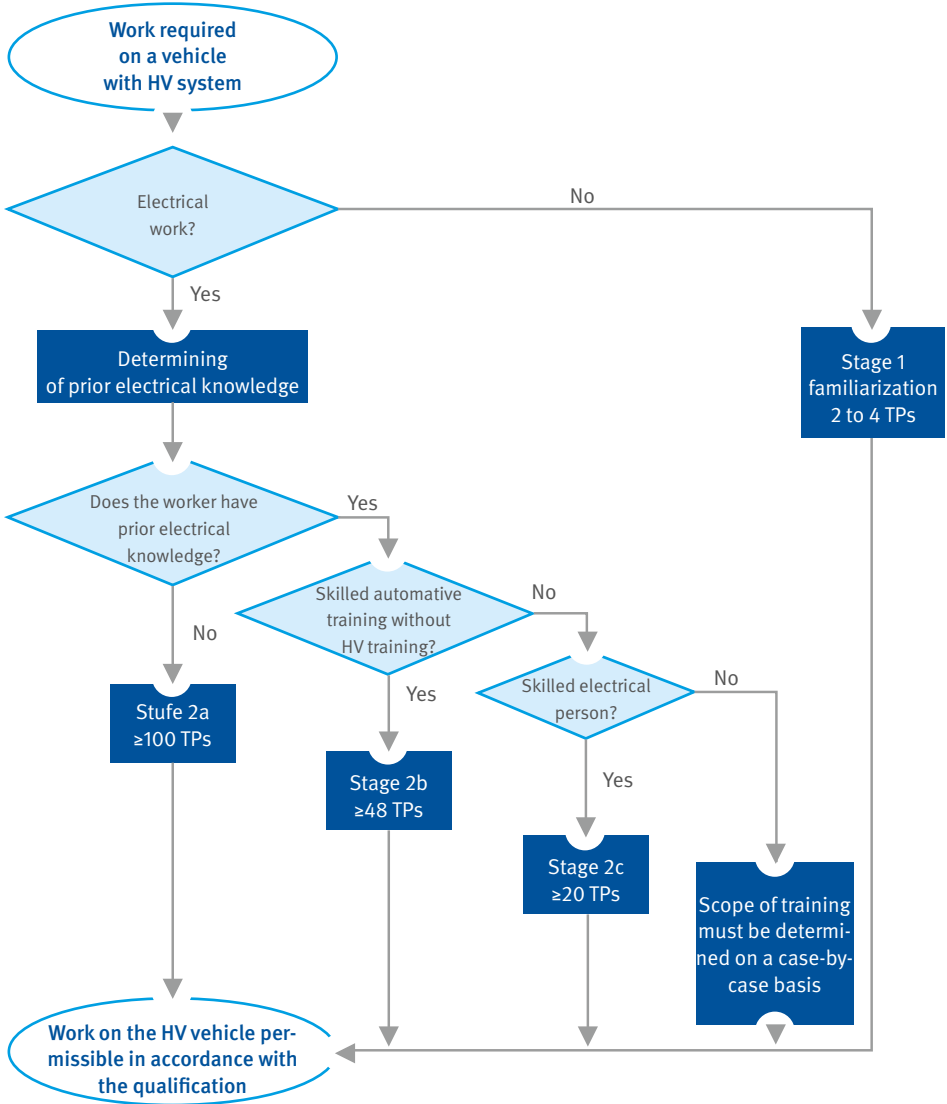 Work required
on a vehicle
with HV system
Electrical
work?
No
Yes
Determining
of prior electrical knowledge
Stage 1
familiarization
2 to 4 TPs
Does the worker have
prior electrical
knowledge?
Yes
No
Skilled automative
training without
HV training?
No
Yes
Skilled electrical
person?
No
Yes
Stufe 2a
≥100 TPs
Stage 2b
≥48 TPs
Stage 2c
≥20 TPs
Scope of training
must be determi-
ned on a case-by-
case basis
Work on the HV vehicle per-
missible in accordance with
the qualification